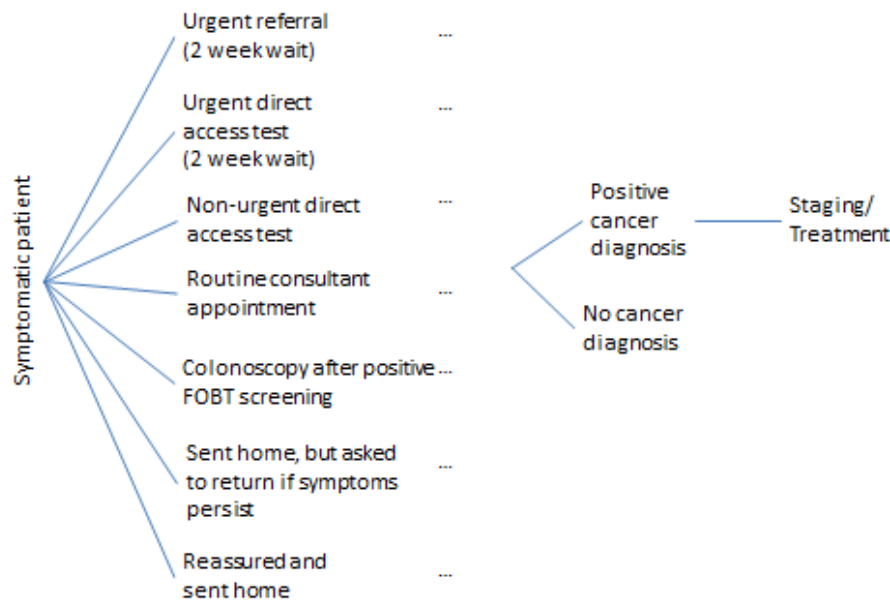 Symptomatic patient
Urgent referral
(2 week wait)
...
Urgent direct
access test
(2 week wait)
...
Non-urgent direct
access test
...
Routine consultant
appointment
...
Colonoscopy after positive
FOBT screening
...
Sent home, but asked
to return if symptoms
persist
...
Reassured and
sent home
...
Positive
cancer
diagnosis
No cancer
diagnosis
Staging/
Treatment